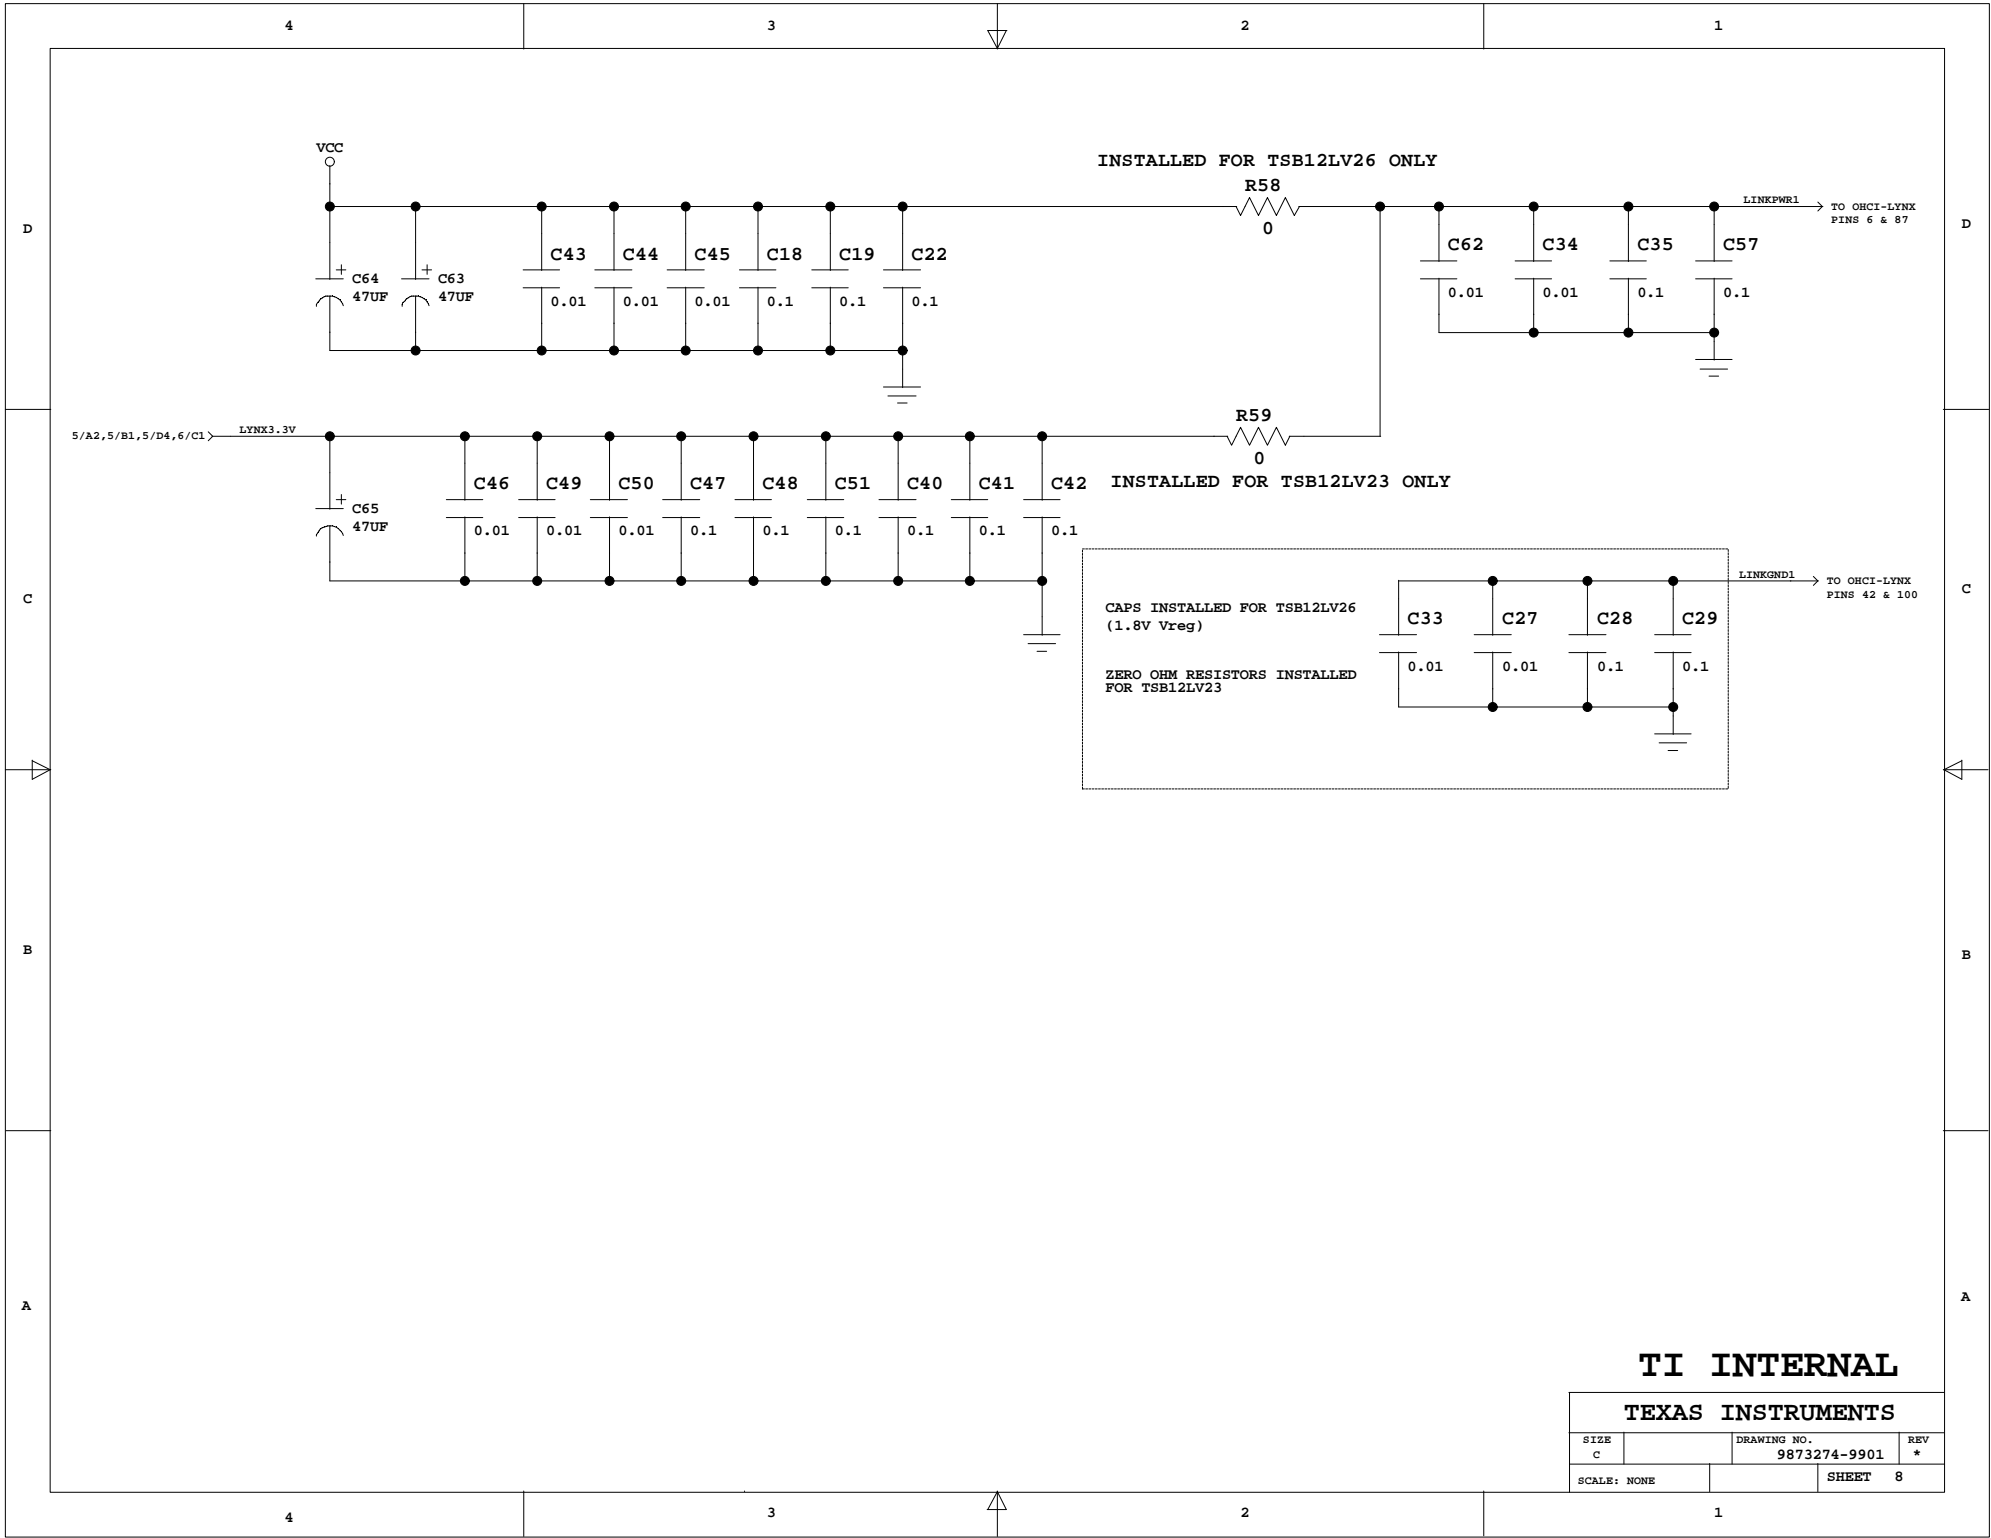 4 3 2 1
VCC
INSTALLED FOR TSB12LV26 ONLY
R58
0
LINKPWR1
TO OHCI-LYNX
PINS 6 & 87
D D
C64
47UF
C63
47UF
C43 C44 C45 C18 C19 C22
0.01 0.01 0.01 0.1 0.1 0.1
C62 C34 C35 C57
0.01 0.01 0.1 0.1
5/A2,5/B1,5/D4,6/C1
LYNX3.3V
R59
0
INSTALLED FOR TSB12LV23 ONLY
C65
47UF
C46 C49 C50 C47 C48 C51 C40 C41 C42
0.01 0.01 0.01 0.1 0.1 0.1 0.1 0.1 0.1
LINKGND1
TO OHCI-LYNX
PINS 42 & 100
C C
CAPS INSTALLED FOR TSB12LV26
(1.8V Vreg)
ZERO OHM RESISTORS INSTALLED
FOR TSB12LV23
C33 C27 C28 C29
0.01 0.01 0.1 0.1
B B
A A
TI INTERNAL
TEXAS INSTRUMENTS
SIZE
C
DRAWING NO.
9873274-9901
REV
*
SCALE: NONE
SHEET 8
4 3 2 1